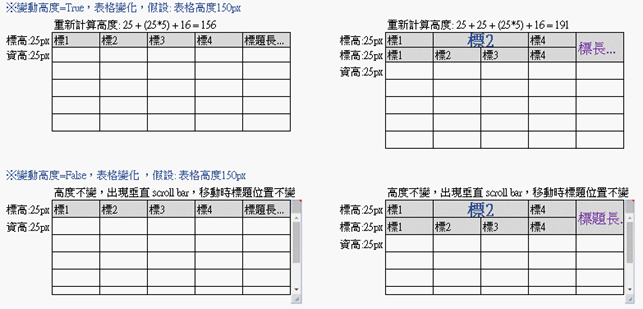 ※變動高度=True，表格變化，假設: 表格高度150px
重新計算高度: 25 + (25*5) + 16 = 156
標高:25px 標1 標2 標3 標4 標題長...
資高:25px
重新計算高度: 25 + 25 + (25*5) + 16 = 191
標高:25px 標1 標2 標4 標長...
標高:25px 標1 標2 標3 標4
資高:25px
※變動高度=False，表格變化 ，假設: 表格高度150px
高度不變，出現垂直 scroll bar，移動時標題位置不變
標高:25px 標1 標2 標3 標4 標題長...
資高:25px
高度不變，出現垂直 scroll bar，移動時標題位置不變
標高:25px 標1 標2 標4 標題長.
標高:25px 標1 標2 標3 標4
資高:25px